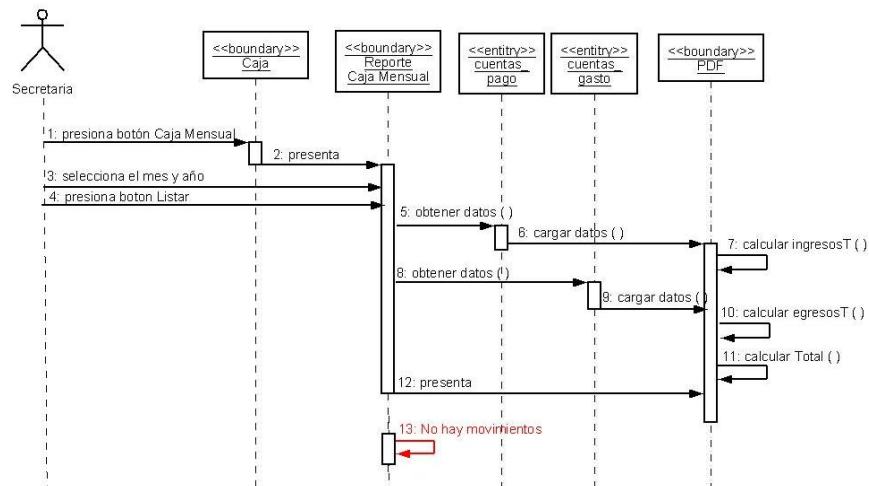 <<boundary>>
Caja
<<boundary>>
Reporte
Caja Mensual
<<entitry>>
cuentas_
pago
<<entitry>>
cuentas_
gasto
<<boundary>>
PDF
Secretaria
1: presiona botón Caja Mensual
2: presenta
3: selecciona el mes y año
4: presiona boton Listar
5: obtener datos ( )
6: cargar datos ( )
7: calcular ingresosT ( )
8: obtener datos ( )
9: cargar datos ( )
10: calcular egresosT ( )
11: calcular Total ( )
12: presenta
13: No hay movimientos